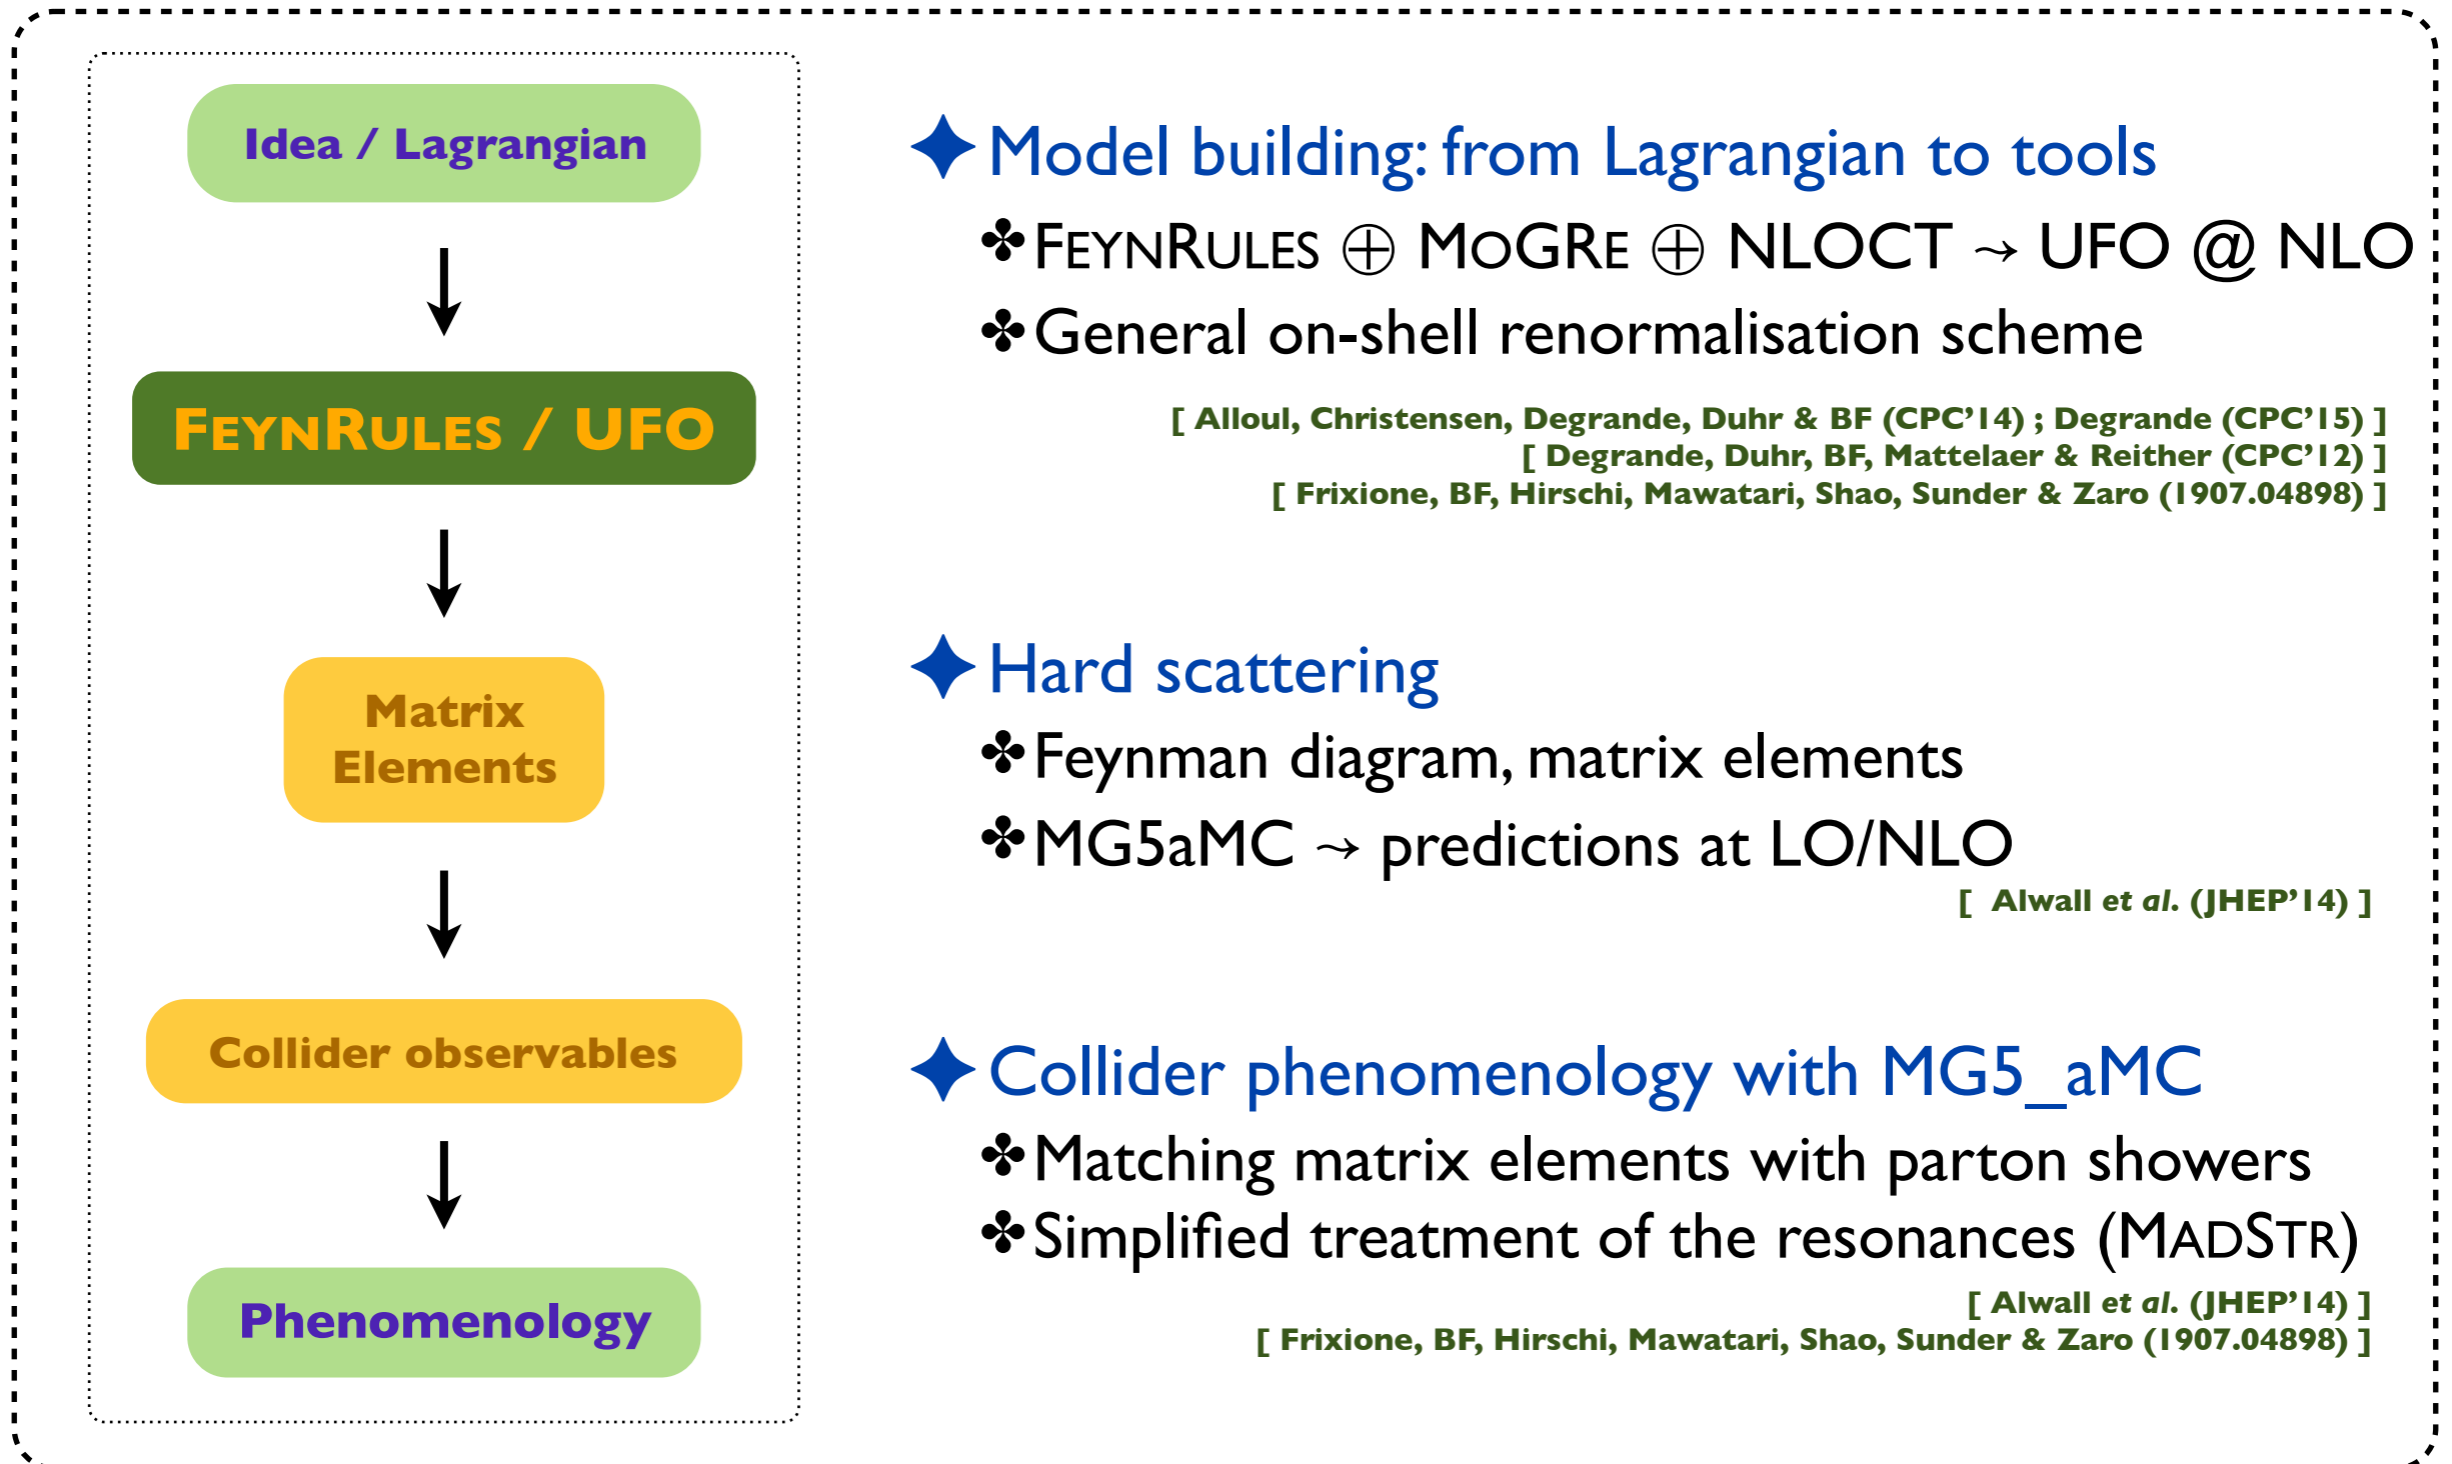 Idea / Lagrangian
FEYNRULES / UFO
Matrix
Elements
Collider observables
Phenomenology
✦Model building: from Lagrangian to tools
✤FEYNRULES ⊕ MOGRE ⊕ NLOCT ⤳ UFO @ NLO
✤General on-shell renormalisation scheme
[ Alloul, Christensen, Degrande, Duhr & BF (CPC’14) ; Degrande (CPC’15) ]
[ Degrande, Duhr, BF, Mattelaer & Reither (CPC’12) ]
[ Frixione, BF, Hirschi, Mawatari, Shao, Sunder & Zaro (1907.04898) ]
✦Hard scattering
✤Feynman diagram, matrix elements
✤MG5aMC ⤳ predictions at LO/NLO
[ Alwall et al. (JHEP’14) ]
✦Collider phenomenology with MG5_aMC
✤Matching matrix elements with parton showers
✤Simplified treatment of the resonances (MADSTR)
[ Alwall et al. (JHEP’14) ]
[ Frixione, BF, Hirschi, Mawatari, Shao, Sunder & Zaro (1907.04898) ]